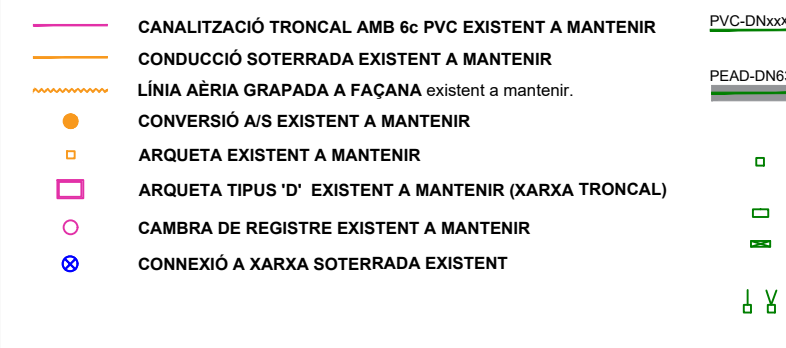 CANALITZACIÓ TRONCAL AMB 6c PVC EXISTENT A MANTENIR
CONDUCCIÓ SOTERRADA EXISTENT A MANTENIR
LÍNIA AÈRIA GRAPADA A FAÇANA existent a mantenir.
CONVERSIÓ A/S EXISTENT A MANTENIR
ARQUETA EXISTENT A MANTENIR
ARQUETA TIPUS 'D' EXISTENT A MANTENIR (XARXA TRONCAL)
CAMBRA DE REGISTRE EXISTENT A MANTENIR
CONNEXIÓ A XARXA SOTERRADA EXISTENT
PVC-DNxxx
PEAD-DN63